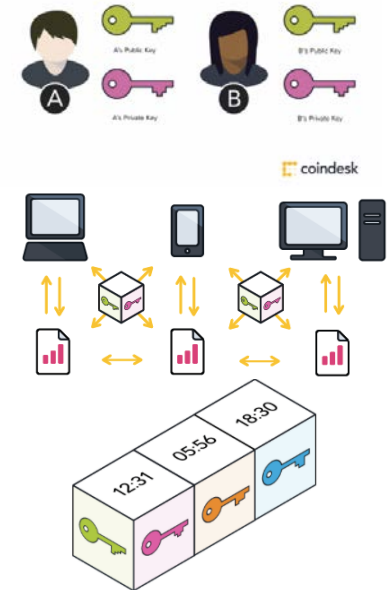 A's Public Key
B's Public Key
A
B
A's Private Key
B's Private Key
coindesk
12:31
05:56
18:30